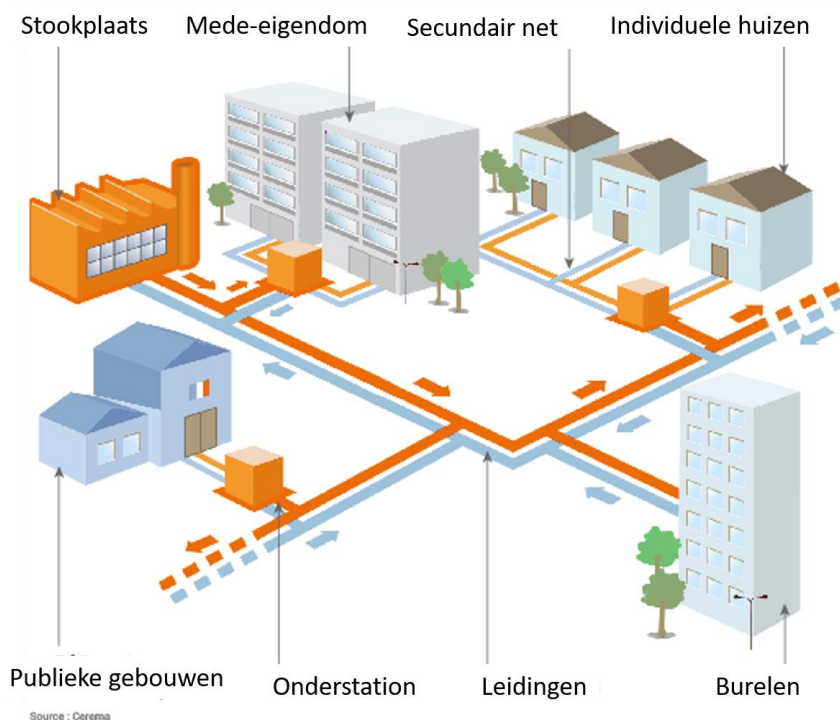 Stookplaats
Mede-eigendom
Secundair net
Individuele huizen
Publieke gebouwen
Onderstation
Leidingen
Burelen
Source : Cerema